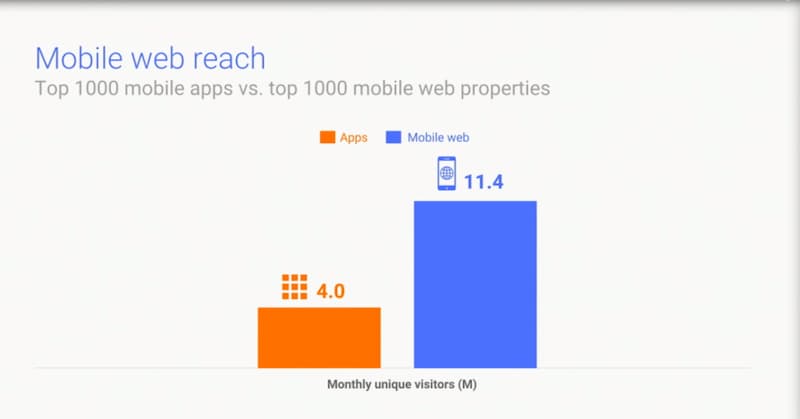 Mobile web reach
Top 1000 mobile apps vs. top 1000 mobile web properties
Apps Mobile web
11.4
4.0
Monthly unique visitors (M)